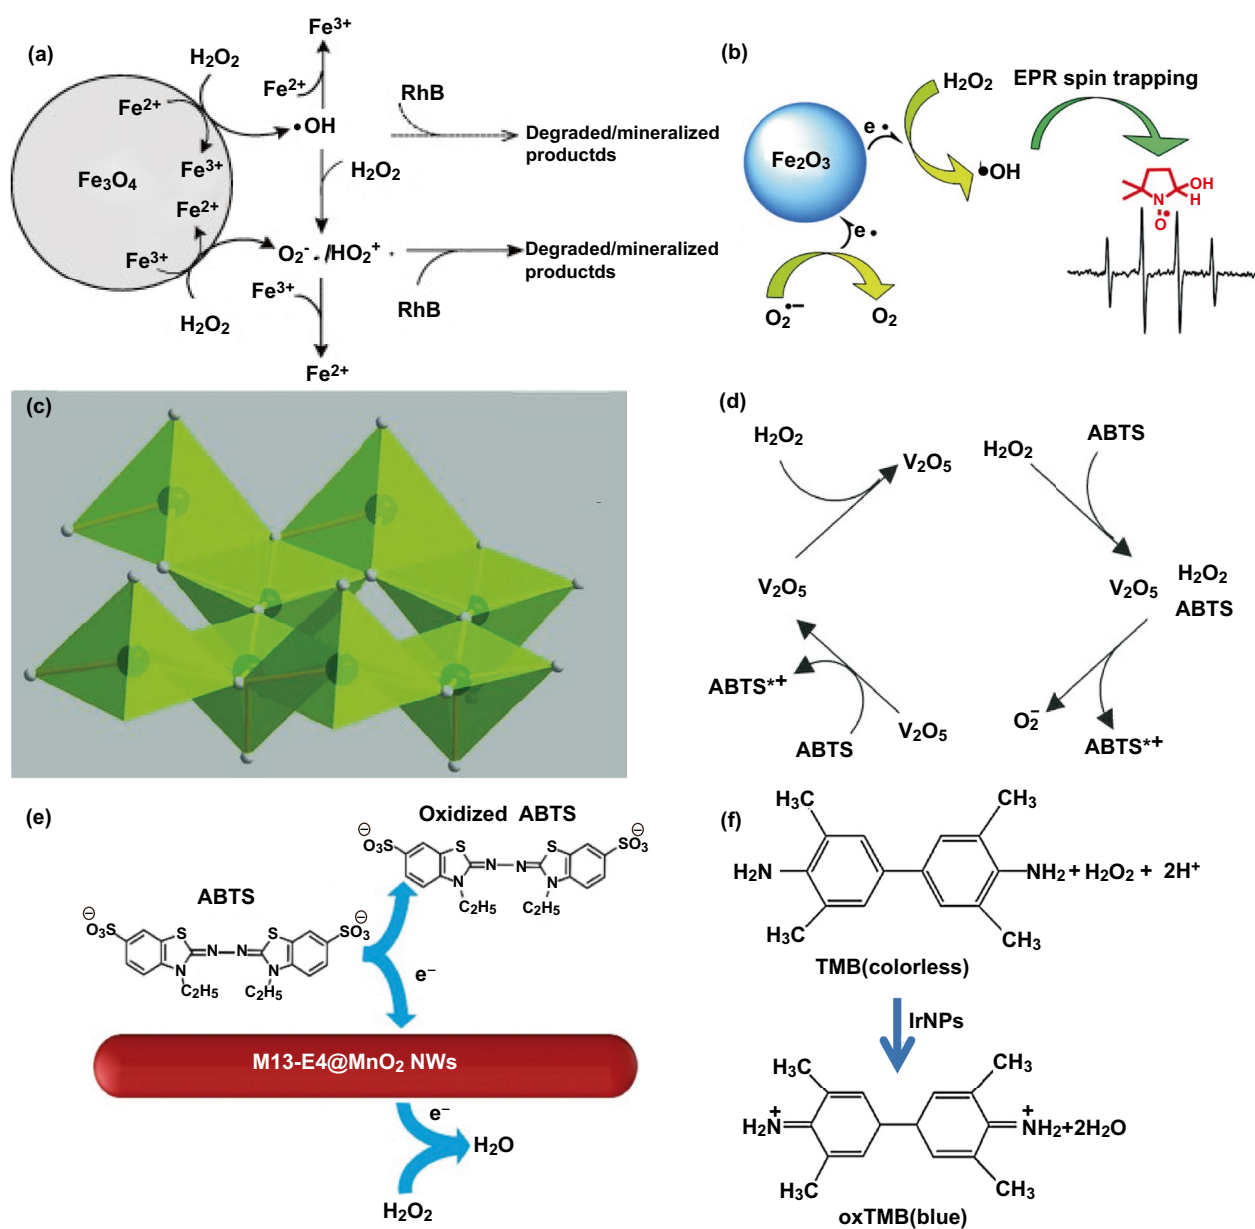 (a)
Fe3+
H2O2
Fe2+
Fe2+
•OH
RhB
Degraded/mineralized
productds
Fe3+
Fe3O4
Fe2+
H2O2
Fe3+
O2-. /HO2+
Degraded/mineralized
productds
Fe3+
RhB
H2O2
Fe2+
(b)
H2O2
EPR spin trapping
e•
Fe2O3
•OH
OH
H
N
O•
e•
O2•−
O2
(c)
(d)
H2O2
V2O5
H2O2
ABTS
V2O5
V2O5
H2O2
ABTS
ABTS*+
ABTS
V2O5
O2−
ABTS*+
(e)
Oxidized ABTS
⊖
O3S
S
N
N
S
SO3
⊖
N
N
C2H5
C2H5
ABTS
⊖
O3S
S
N
N
S
SO3
⊖
N
N
C2H5
C2H5
e−
M13-E4@MnO2 NWs
e−
H2O
H2O2
(f)
H3C
CH3
H2N
NH2 + H2O2 + 2H+
H3C
CH3
TMB(colorless)
IrNPs
H3C
CH3
H2N+
+NH2+2H2O
H3C
CH3
oxTMB(blue)